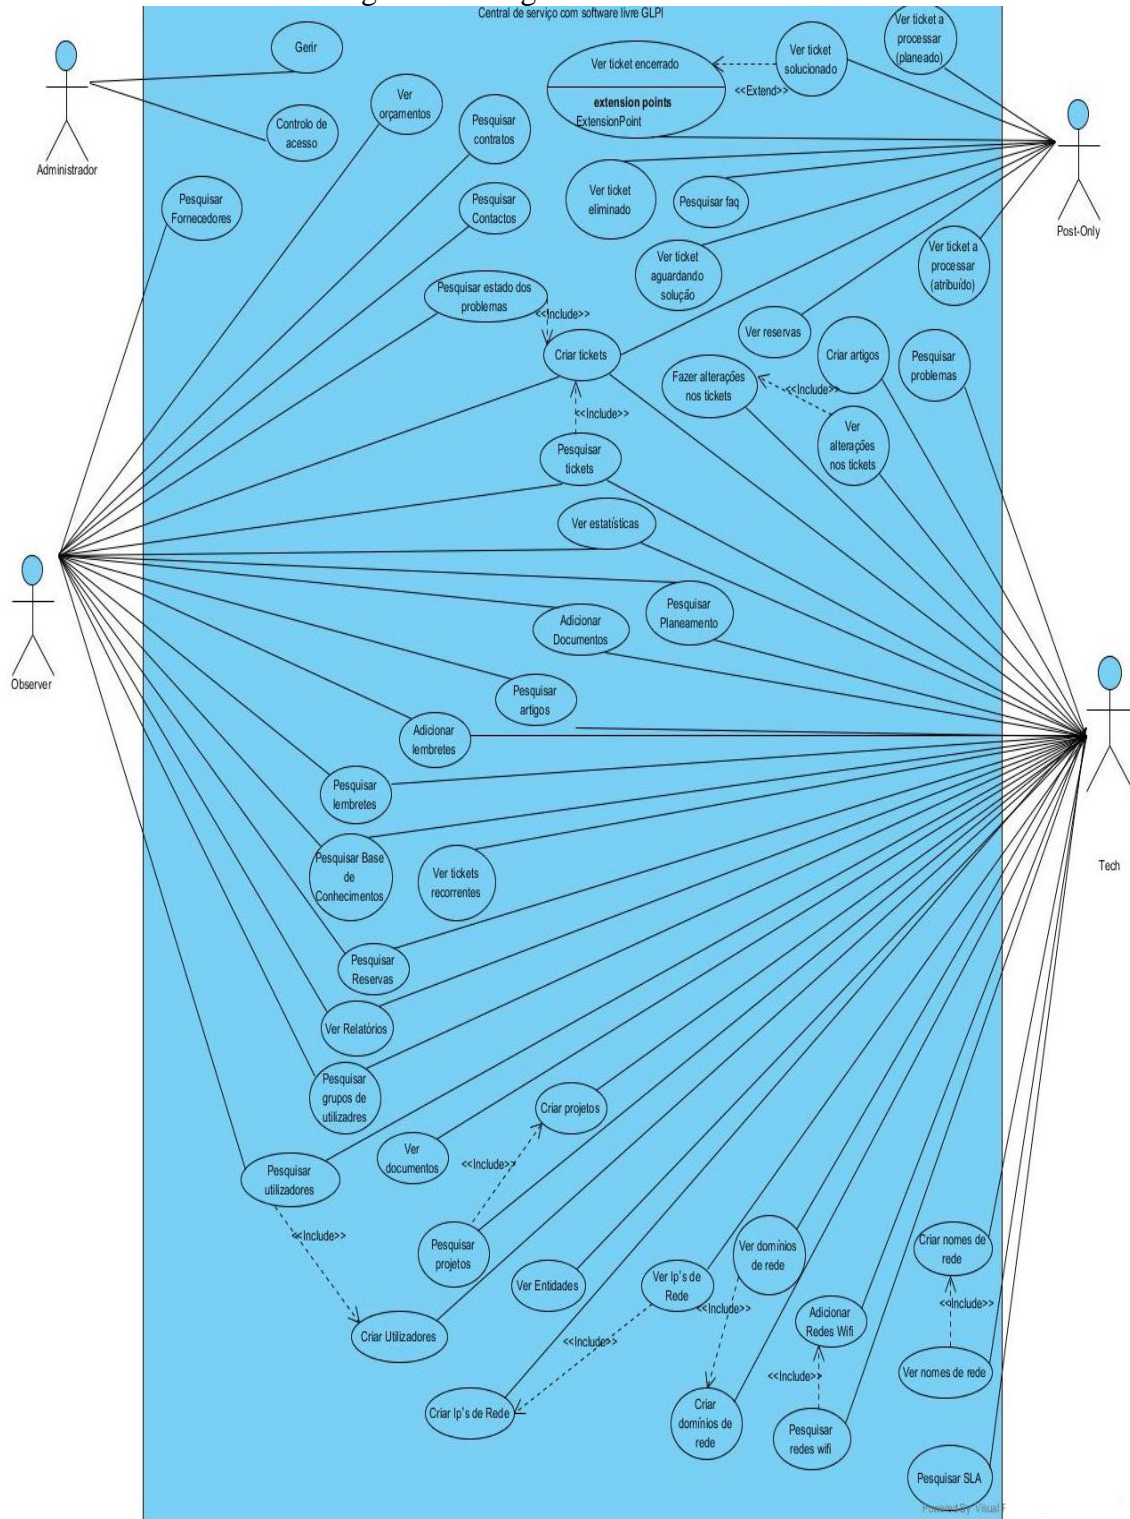 Central de serviço com software livre GLPI
Gerir
Ver ticket a
processar
(planeado)
Ver ticket encerrado
Ver ticket
solucionado
<<Extend>>
extension points
ExtensionPoint
Ver
orçamentos
Controlo de
acesso
Pesquisar
contratos
Administrador
Pesquisar
Fornecedores
Pesquisar
Contactos
Ver ticket
eliminado
Pesquisar faq
Post-Only
Ver ticket
aguardando
solução
Ver ticket a
processar
(atribuído)
Pesquisar estado dos
problemas
<<Include>>
Criar tickets
Ver reservas
Criar artigos
Pesquisar
problemas
Fazer alterações
nos tickets
<<Include>>
Ver
alterações
nos tickets
<<Include>>
Pesquisar
tickets
Ver estatísticas
Pesquisar
Planeamento
Adicionar
Documentos
Observer
Pesquisar
artigos
Adicionar
lembretes
Pesquisar
lembretes
Pesquisar Base
de
Conhecimentos
Ver tickets
recorrentes
Tech
Pesquisar
Reservas
Ver Relatórios
Pesquisar
grupos de
utilizadres
Criar projetos
Ver
documentos
<<Include>>
Pesquisar
utilizadores
<<Include>>
Pesquisar
projetos
Ver Entidades
Ver Ip's de
Rede
Ver domínios
de rede
Criar nomes de
rede
<<Include>>
<<Include>>
Adicionar
Redes Wifi
Criar Utilizadores
<<Include>>
<<Include>>
Ver nomes de rede
Criar Ip's de Rede
Criar
domínios de
rede
Pesquisar
redes wifi
Pesquisar SLA
Powered By Visual